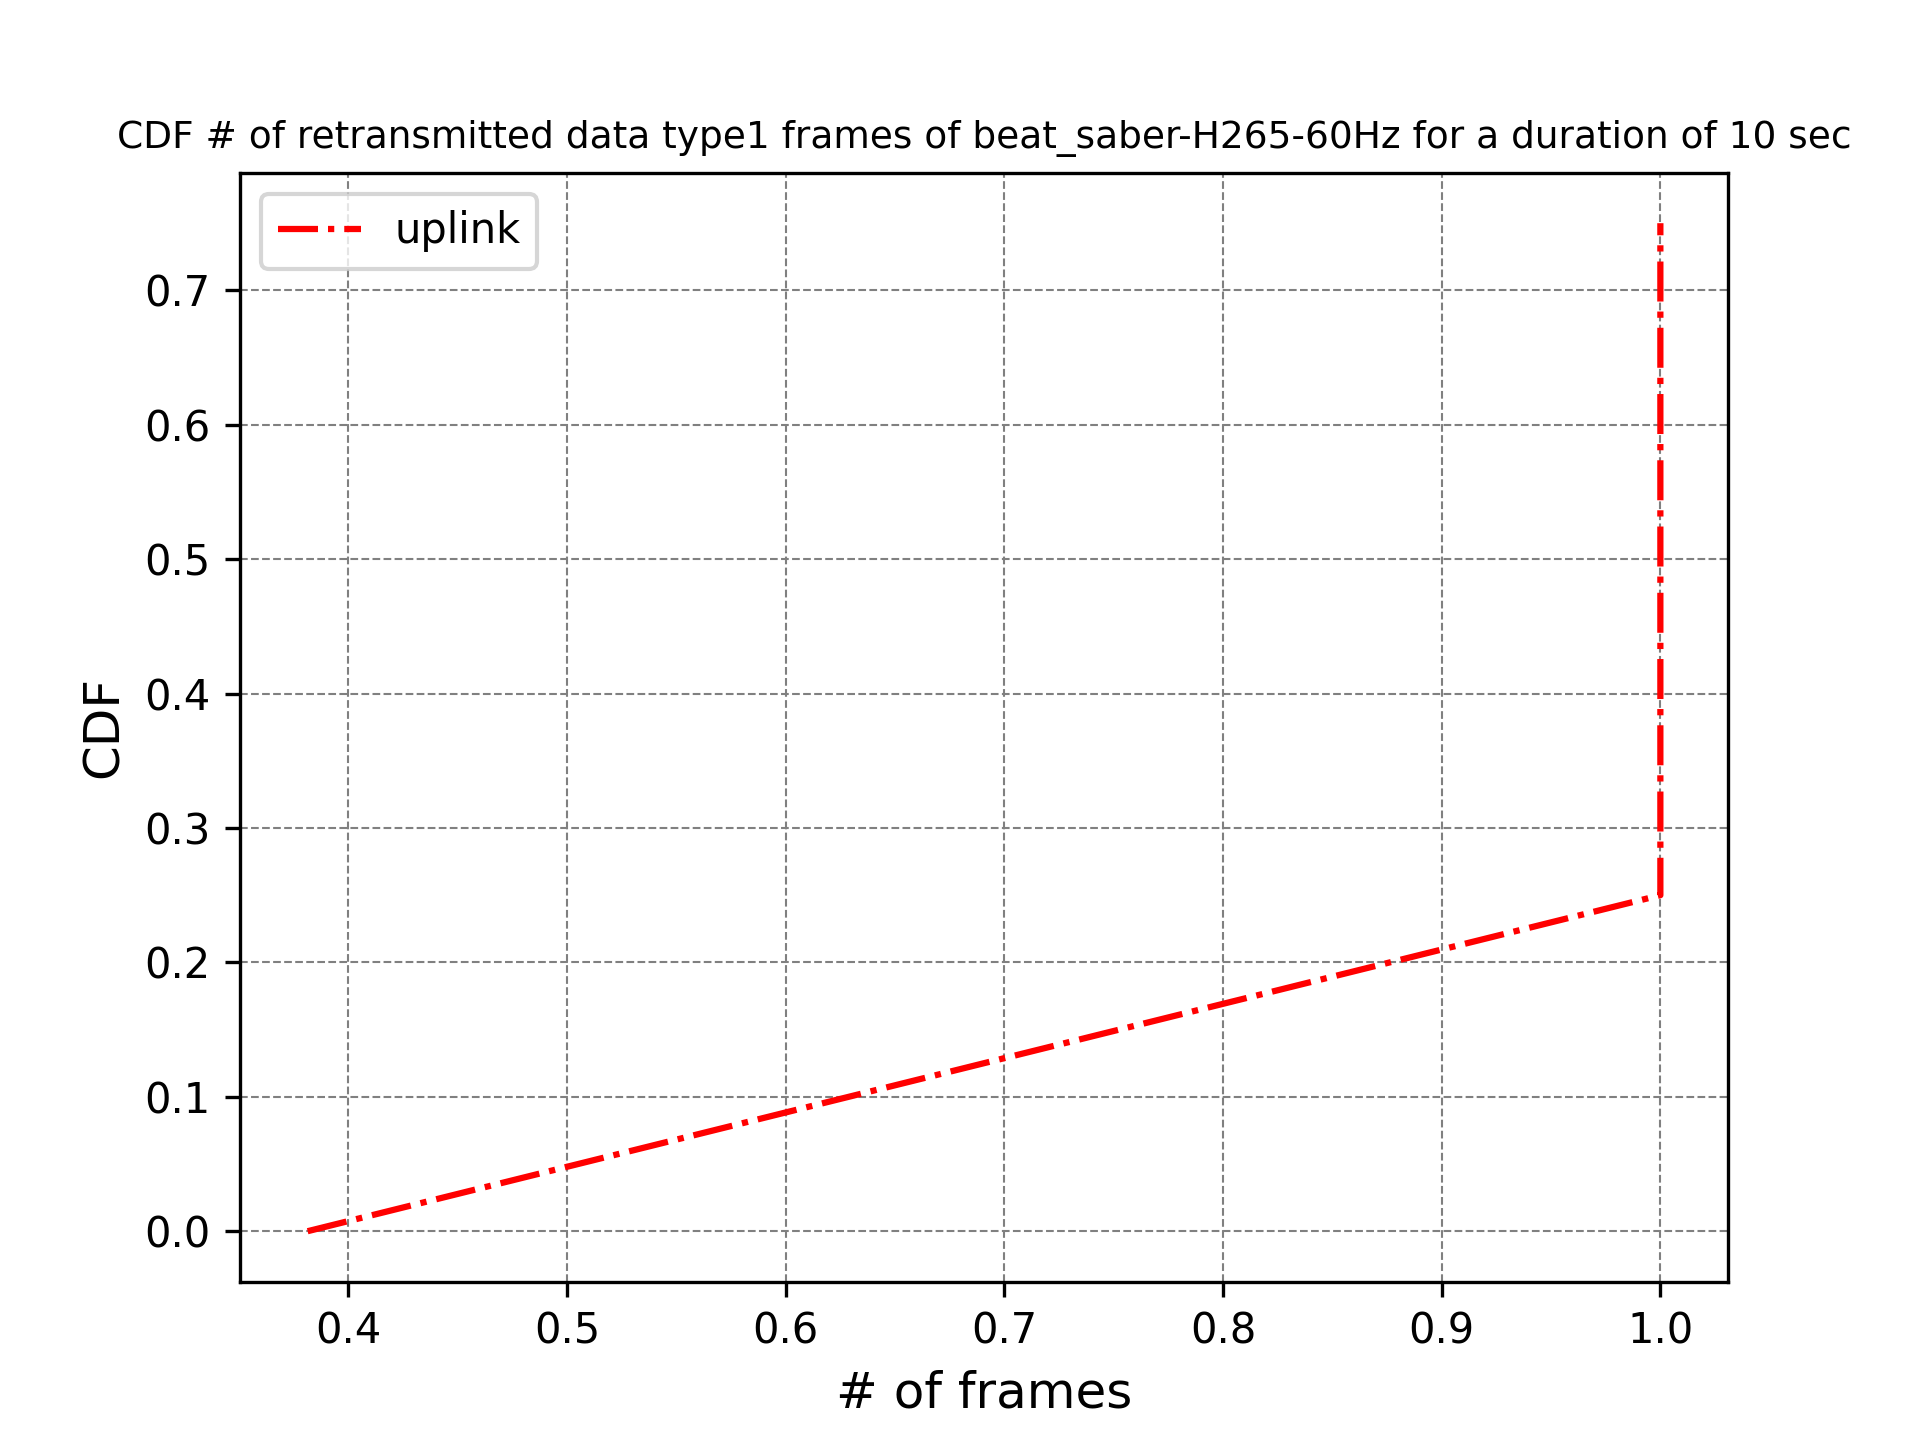 CDF # of retransmitted data type1 frames of beat_saber-H265-60Hz for a duration of 10 sec
uplink
0.7
0.6
0.5
0.4
0.3
0.2
0.1
0.0
CDF
0.4 0.5 0.6 0.7 0.8 0.9 1.0
# of frames